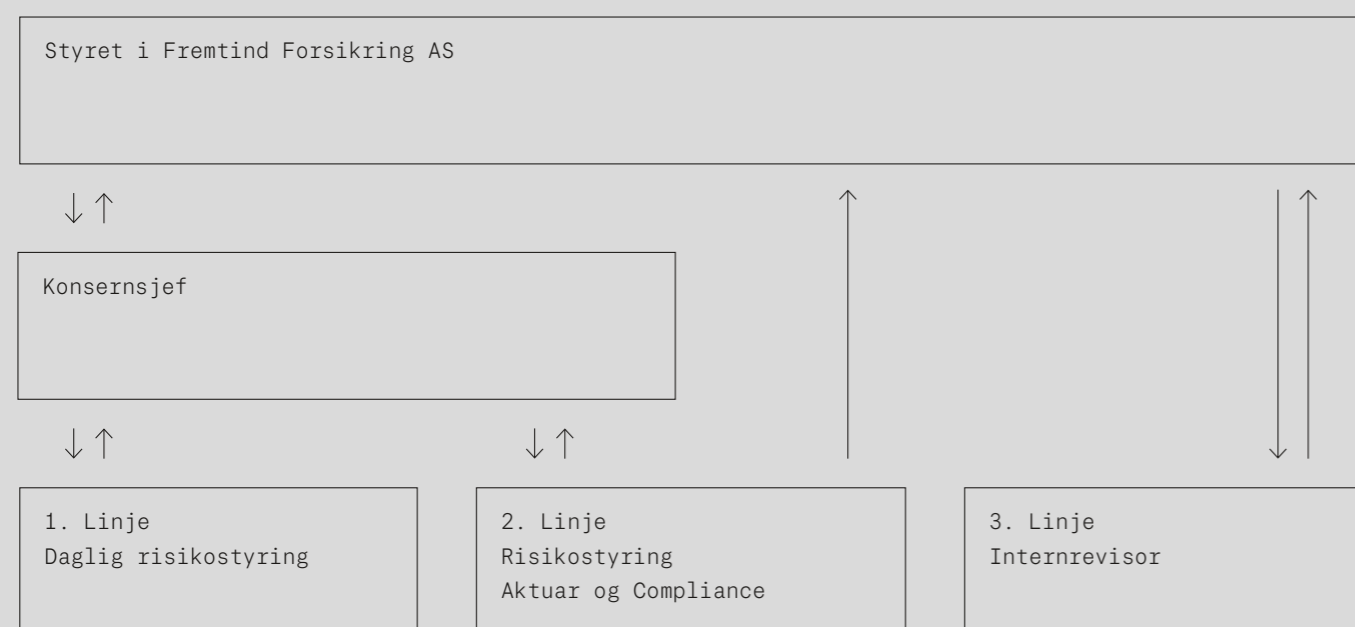 Styret i Fremtind Forsikring AS
Konsernsjef
1. Linje
Daglig risikostyring
2. Linje
Risikostyring
Aktuar og Compliance
3. Linje
Internrevisor